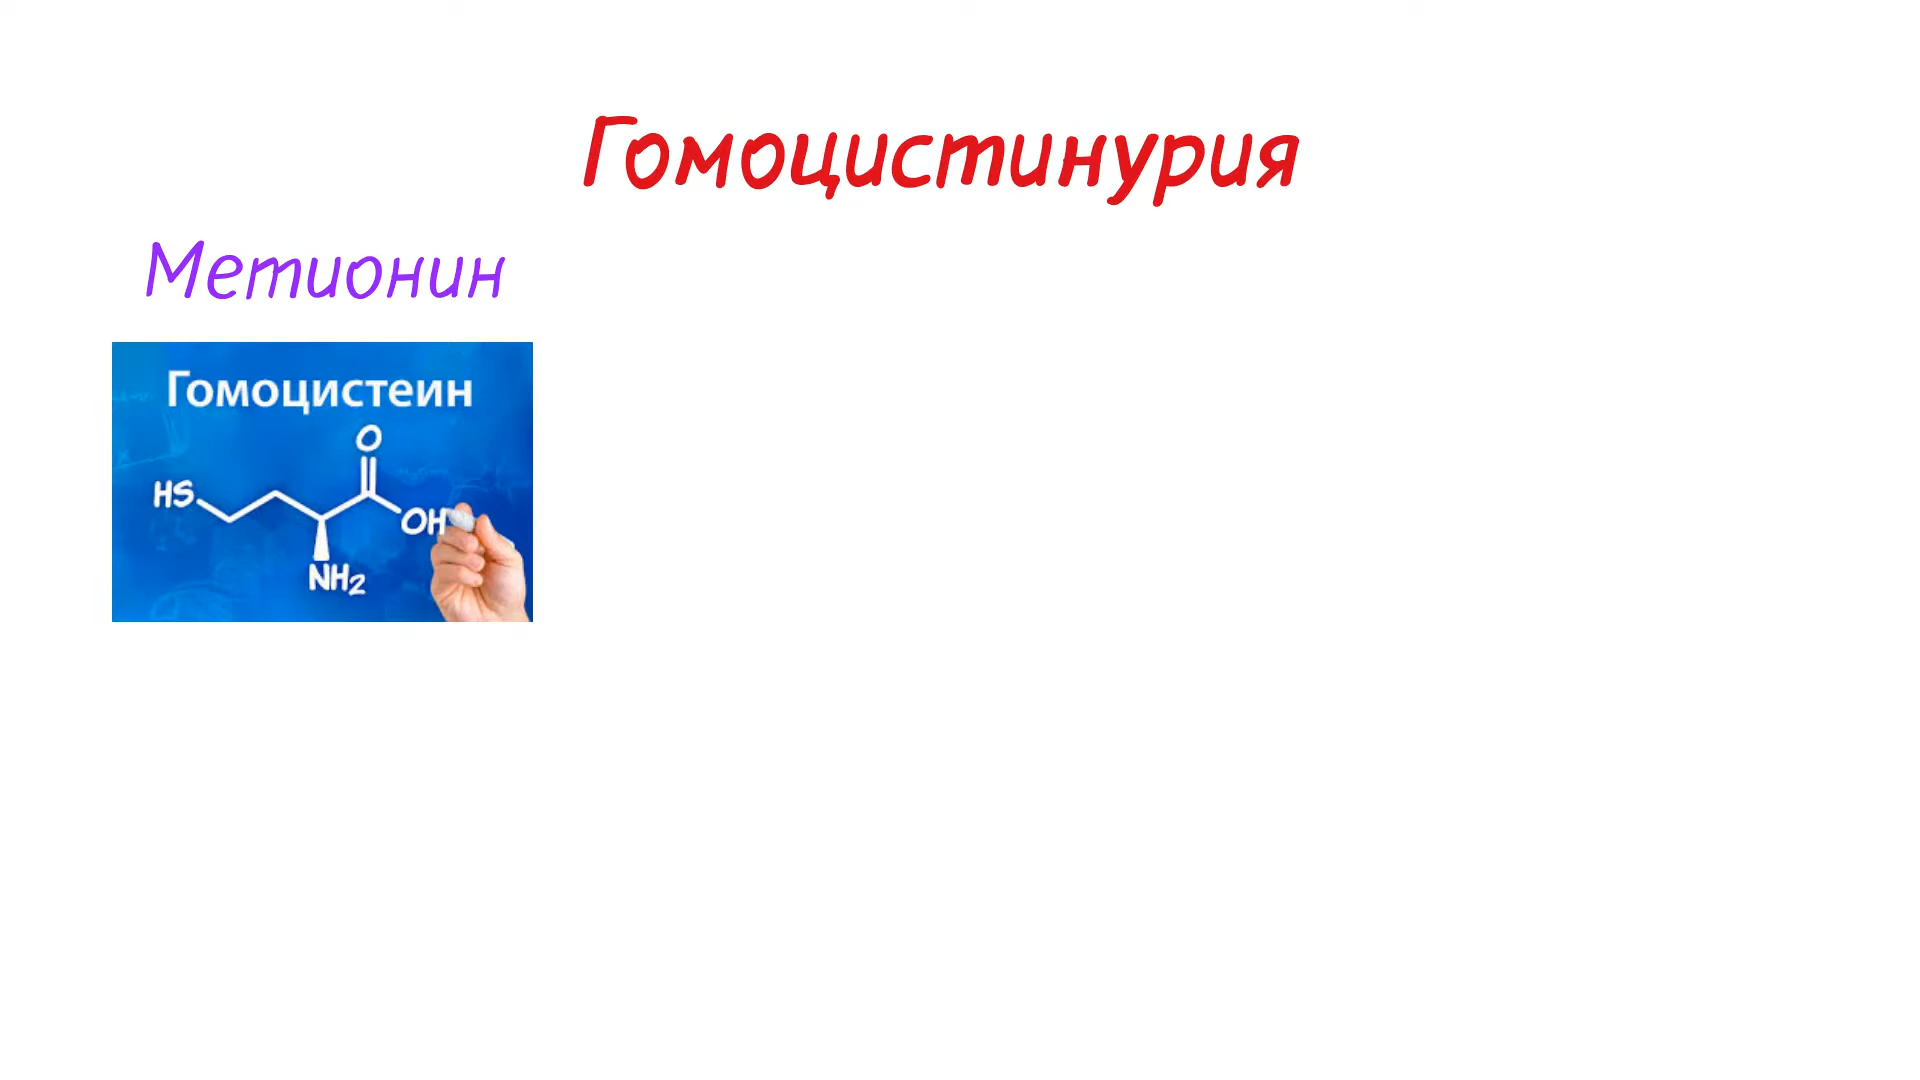 Гомоцистинурия
Метионин
Гомоцистеин
O
HS
OH
NH2